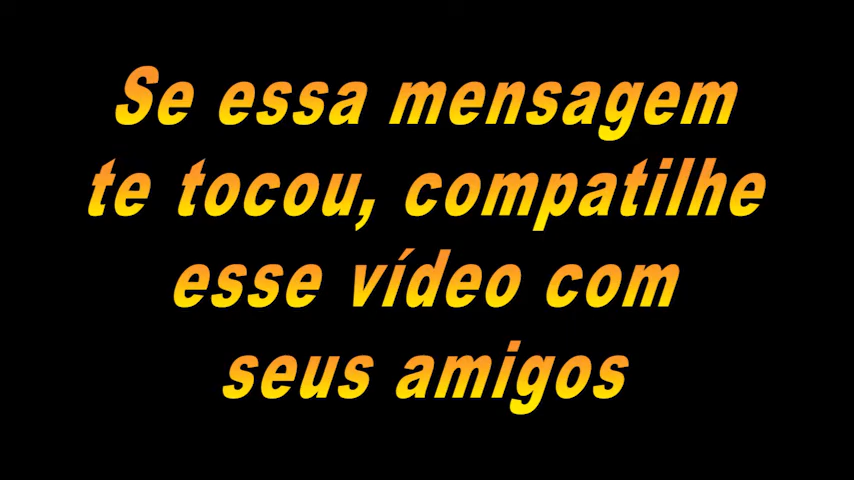 Se essa mensagem
te tocou, compatilhe
esse vídeo com
seus amigos